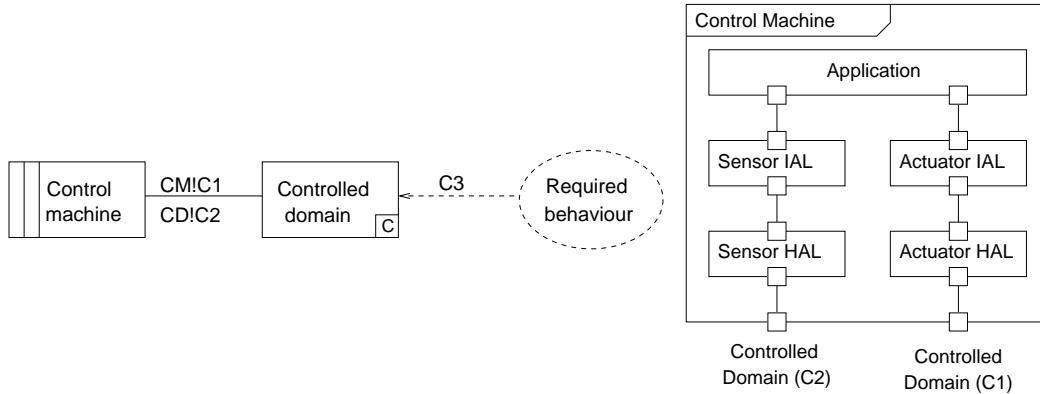 Control
machine
CM!C1
CD!C2
Controlled
domain
C
C3
Required
behaviour
Control Machine
Application
Sensor IAL
Actuator IAL
Sensor HAL
Actuator HAL
Controlled
Domain (C2)
Controlled
Domain (C1)